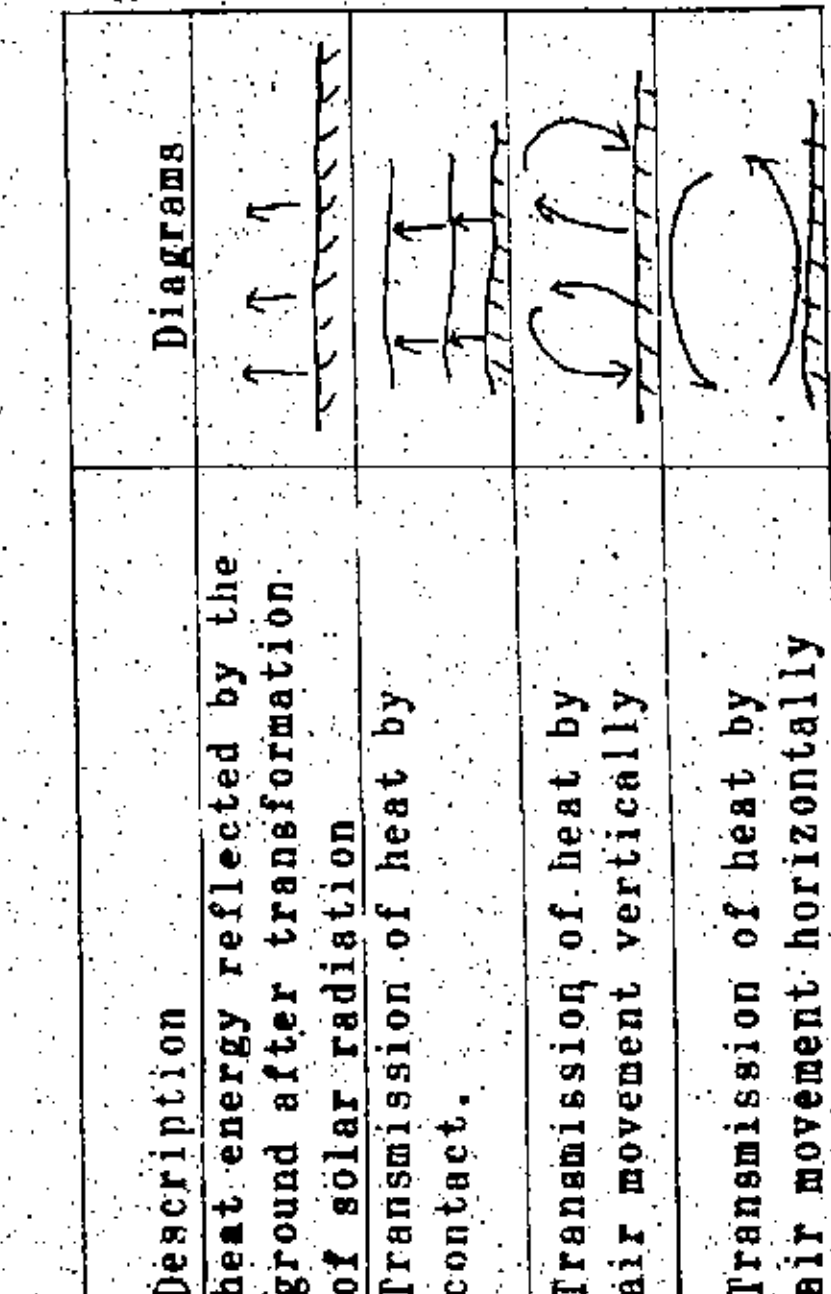 Description
Diagrams
heat energy reflected by the
ground after transformation
of solar radiation
Transmission of heat by
contact.
Transmission of heat by
air movement vertically
Transmission of heat by
air movement horizontally